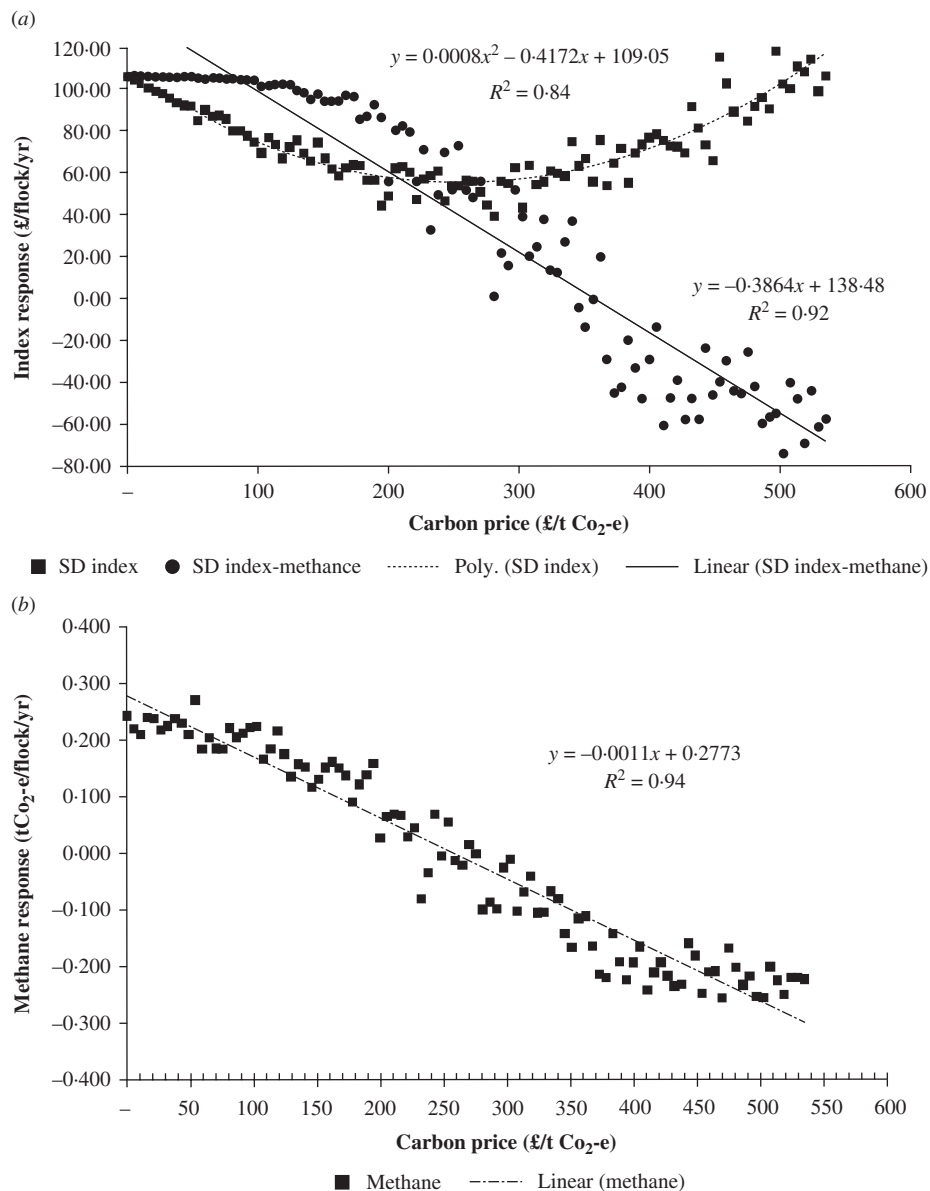 (a)
120·00
100·00
80·00
60·00
40·00
20·00
0·00
−20·00
−40·00
−60·00
−80·00
Index response (£/flock/yr)
y = 0·0008x² − 0·4172x + 109·05
R² = 0·84
y = −0·3864x + 138·48
R² = 0·92
– 100 200 300 400 500 600
Carbon price (£/t Co₂-e)
SD index SD index-methance Poly. (SD index) Linear (SD index-methane)
(b)
0·400
0·300
0·200
0·100
0·000
−0·100
−0·200
−0·300
−0·400
Methane response (tCo₂-e/flock/yr)
y = −0·0011x + 0·2773
R² = 0·94
– 50 100 150 200 250 300 350 400 450 500 550 600
Carbon price (£/t Co₂-e)
Methane Linear (methane)